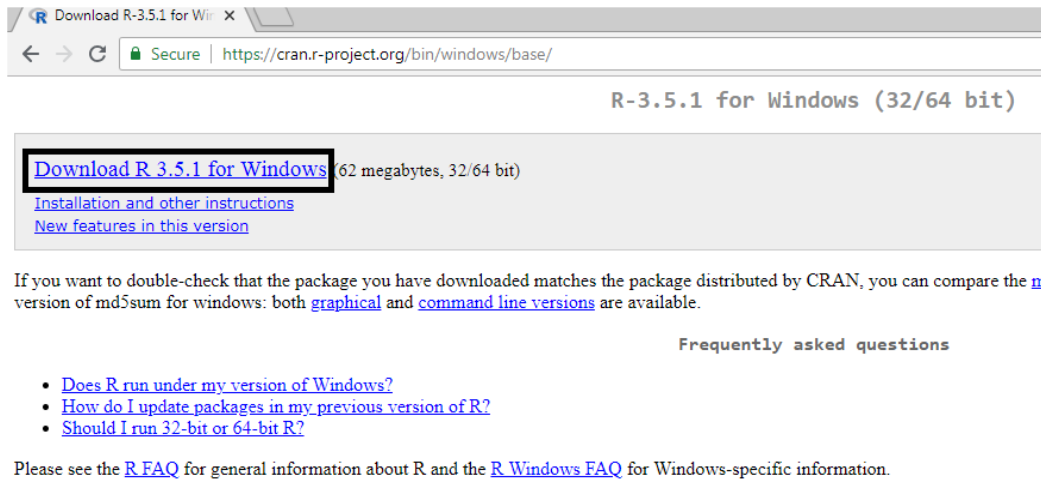 Download R-3.5.1 for Win
Secure | https://cran.r-project.org/bin/windows/base/
R-3.5.1 for Windows (32/64 bit)
Download R 3.5.1 for Windows (62 megabytes, 32/64 bit)
Installation and other instructions
New features in this version
If you want to double-check that the package you have downloaded matches the package distributed by CRAN, you can compare the
version of md5sum for windows: both graphical and command line versions are available.
Frequently asked questions
• Does R run under my version of Windows?
• How do I update packages in my previous version of R?
• Should I run 32-bit or 64-bit R?
Please see the R FAQ for general information about R and the R Windows FAQ for Windows-specific information.